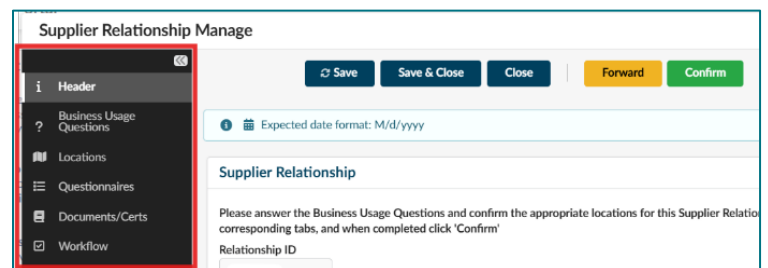 Supplier Relationship Manage
Save
Save & Close
Close
Forward
Confirm
i Header
? Business Usage
Questions
Locations
Questionnaires
Documents/Certs
Workflow
Expected date format: M/d/yyyy
Supplier Relationship
Please answer the Business Usage Questions and confirm the appropriate locations for this Supplier Relation
corresponding tabs, and when completed click 'Confirm'
Relationship ID